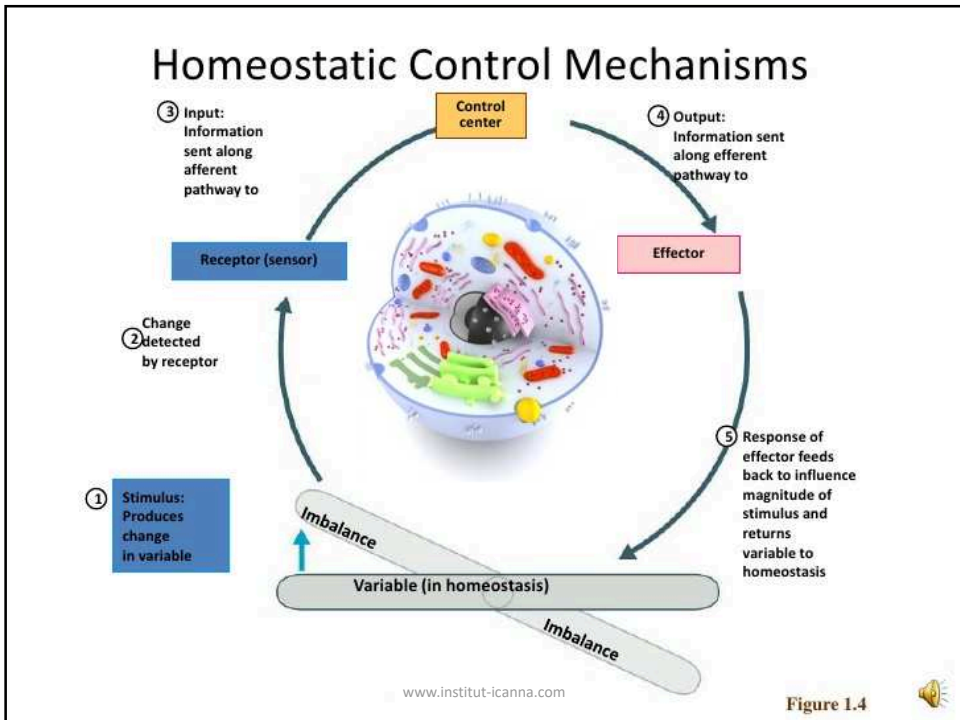 Homeostatic Control Mechanisms
3 Input:
Information
sent along
afferent
pathway to
Control
center
4 Output:
Information sent
along efferent
pathway to
Receptor (sensor)
Effector
2 Change
detected
by receptor
1 Stimulus:
Produces
change
in variable
5 Response of
effector feeds
back to influence
magnitude of
stimulus and
returns
variable to
homeostasis
Imbalance
Variable (in homeostasis)
Imbalance
www.institut-icanna.com
Figure 1.4